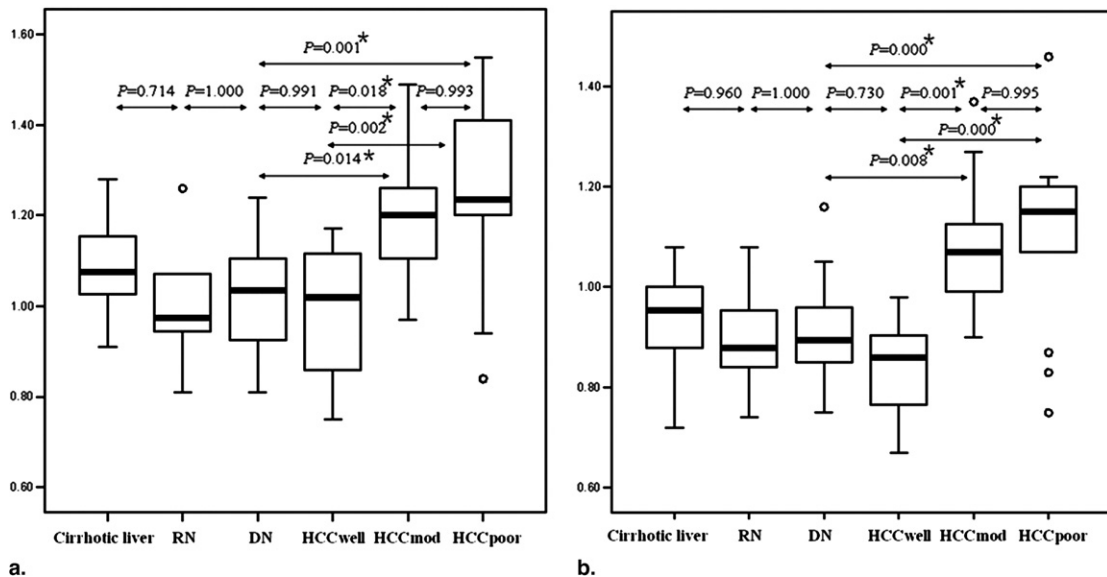 1.60
1.40
1.20
1.00
0.80
0.60
P=0.001*
P=0.714 P=1.000 P=0.991 P=0.018* P=0.993
P=0.002*
P=0.014*
Cirrhotic liver RN DN HCCwell HCCmod HCCpoor
a.
1.40
1.20
1.00
0.80
0.60
P=0.000*
P=0.960 P=1.000 P=0.730 P=0.001* P=0.995
P=0.000*
P=0.008*
Cirrhotic liver RN DN HCCwell HCCmod HCCpoor
b.